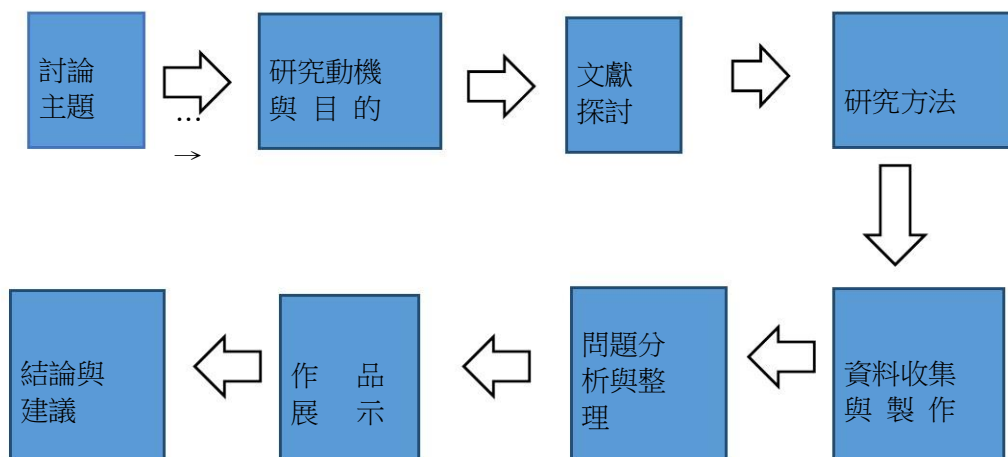 討論
主題
…
→
研究動機
與 目 的
文獻
探討
研究方法
資料收集
與 製 作
問題分
析與整
理
作 品
展 示
結論與
建議